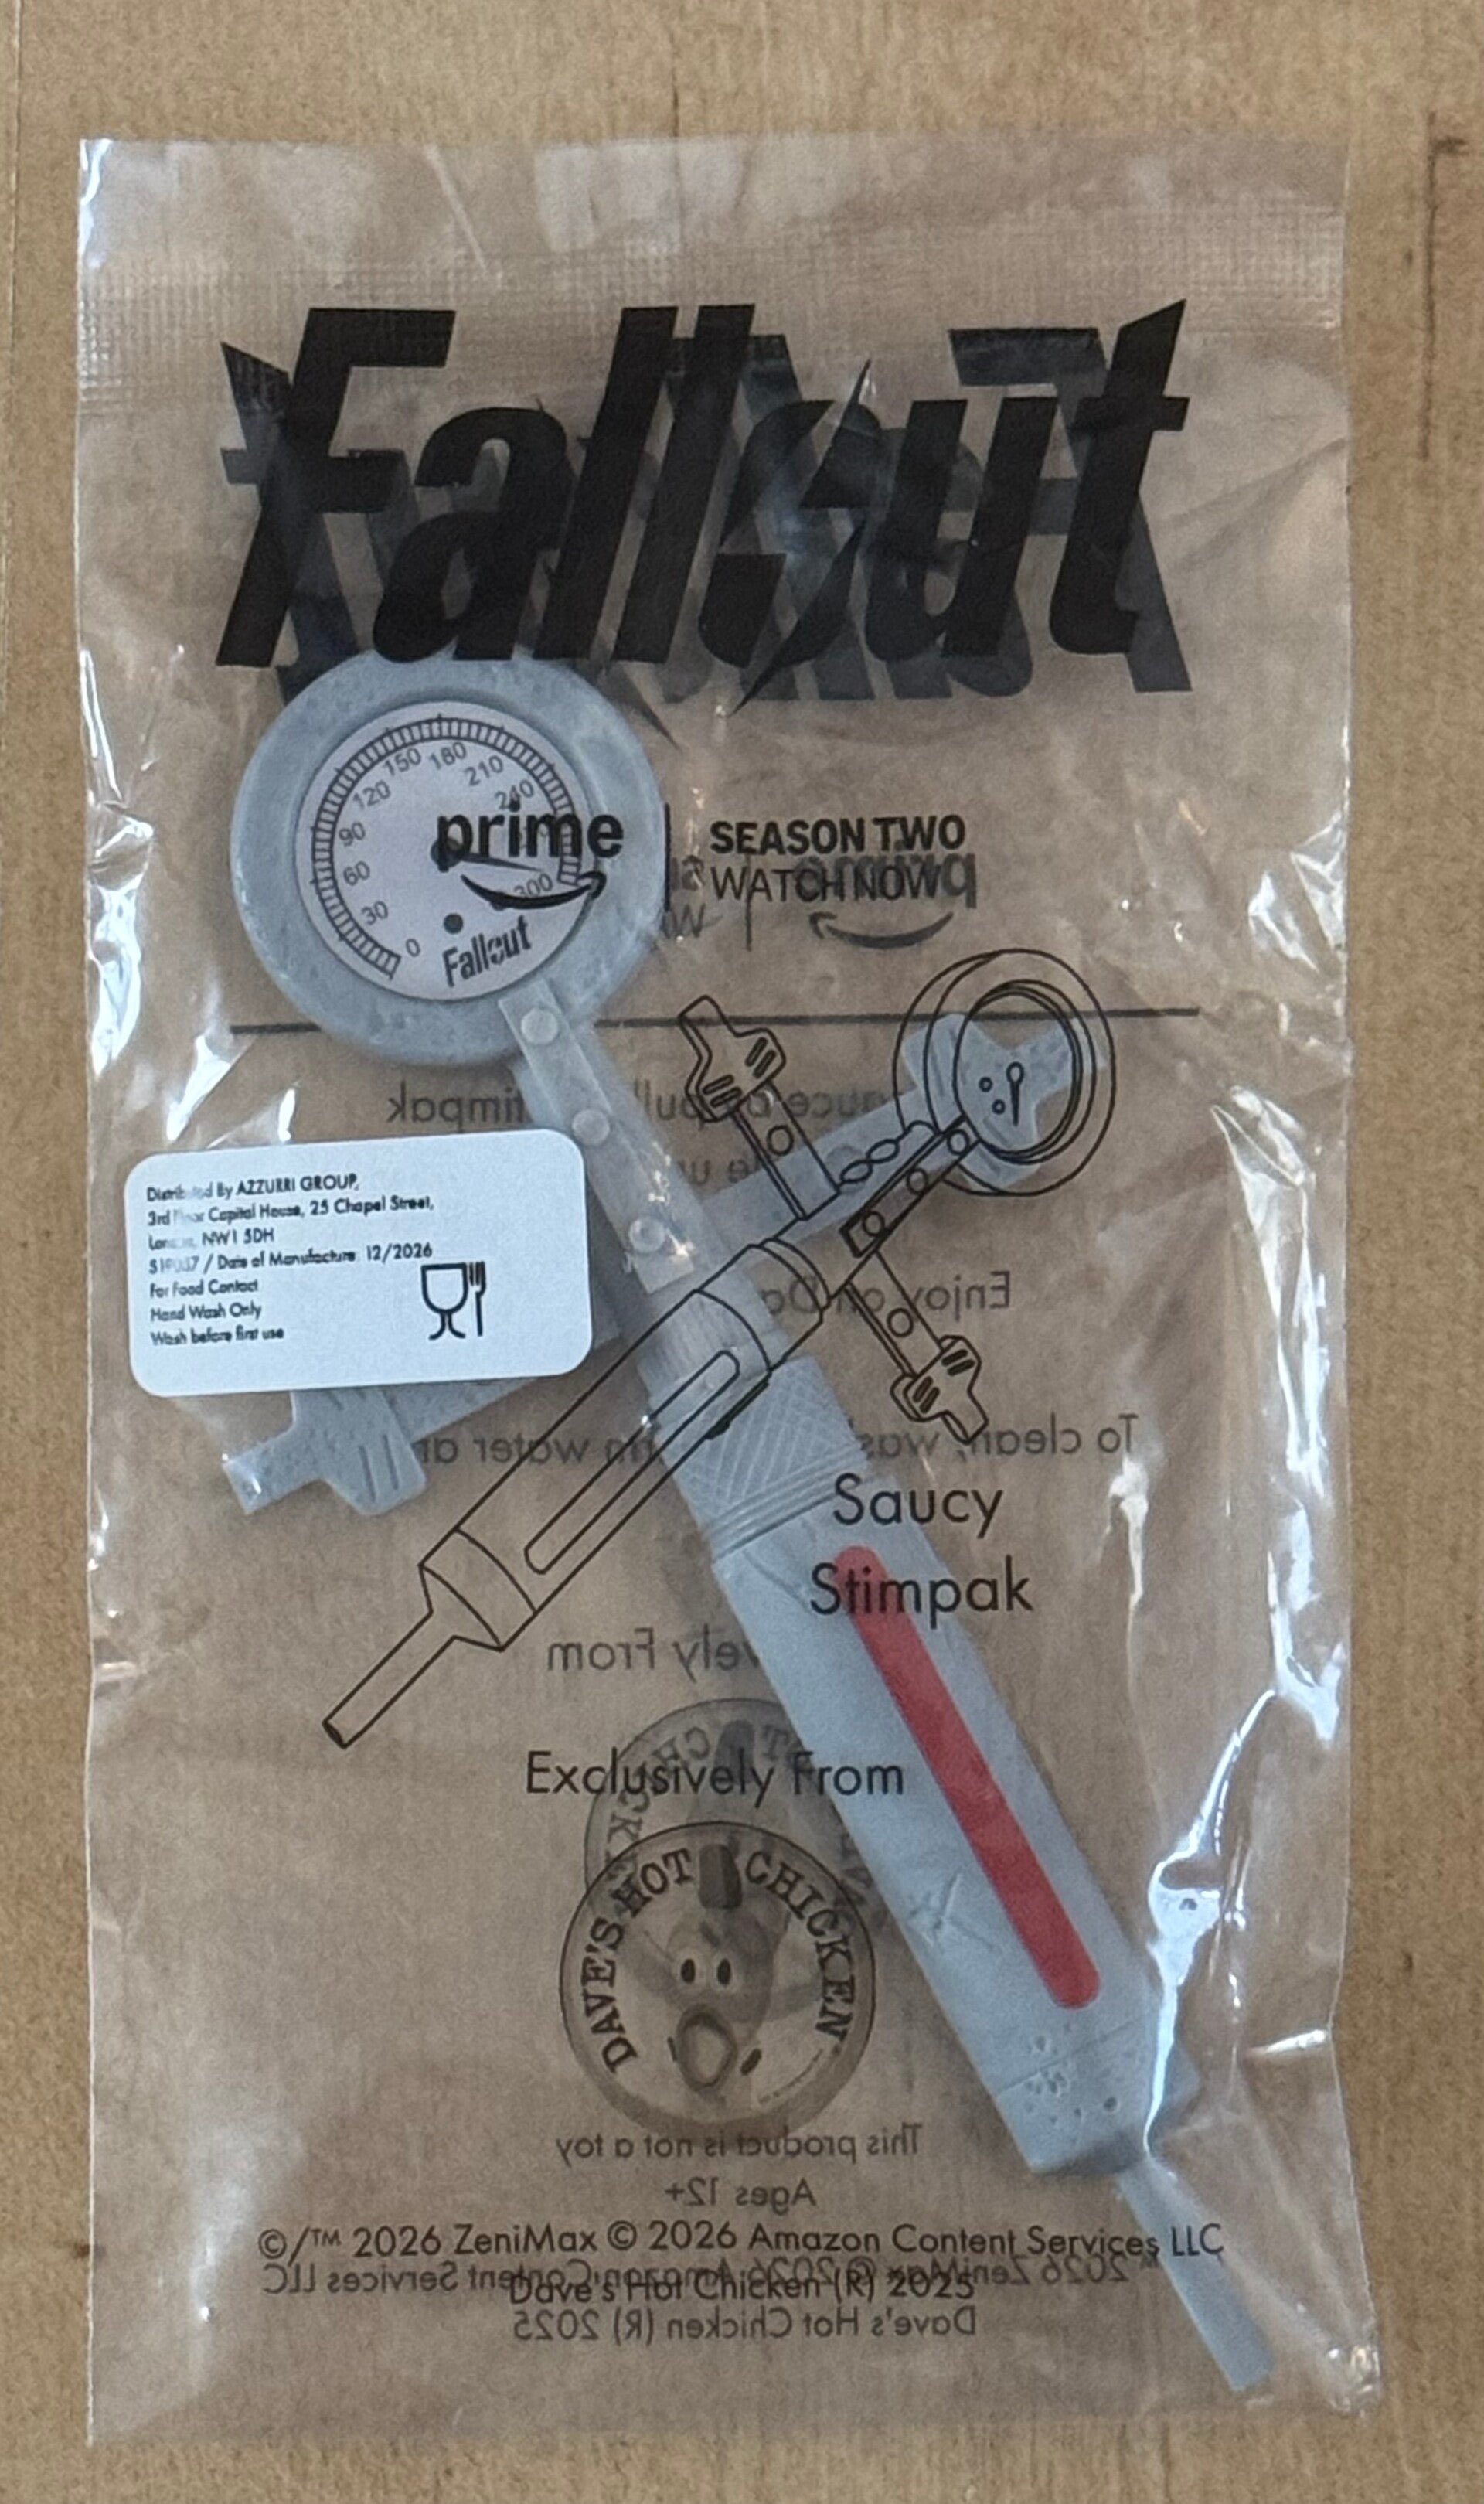 Fallout
150 180
120 210
90 240
60 300
30
0
Fallout
prime
SEASON TWO
WATCH NOW
Distributed By AZZURRI GROUP,
3rd Floor Capital House, 25 Chapel Street,
London, NW1 5DH
/ Date of Manufacture: 12/2026
For Food Contact
Hand Wash Only
Wash before first use
Saucy
Stimpak
Exclusively From
DAVE'S HOT CHICKEN
This product is not a toy
Ages 12+
©/™ 2026 ZeniMax © 2026 Amazon Content Services LLC
Dave's Hot Chicken (R) 2025